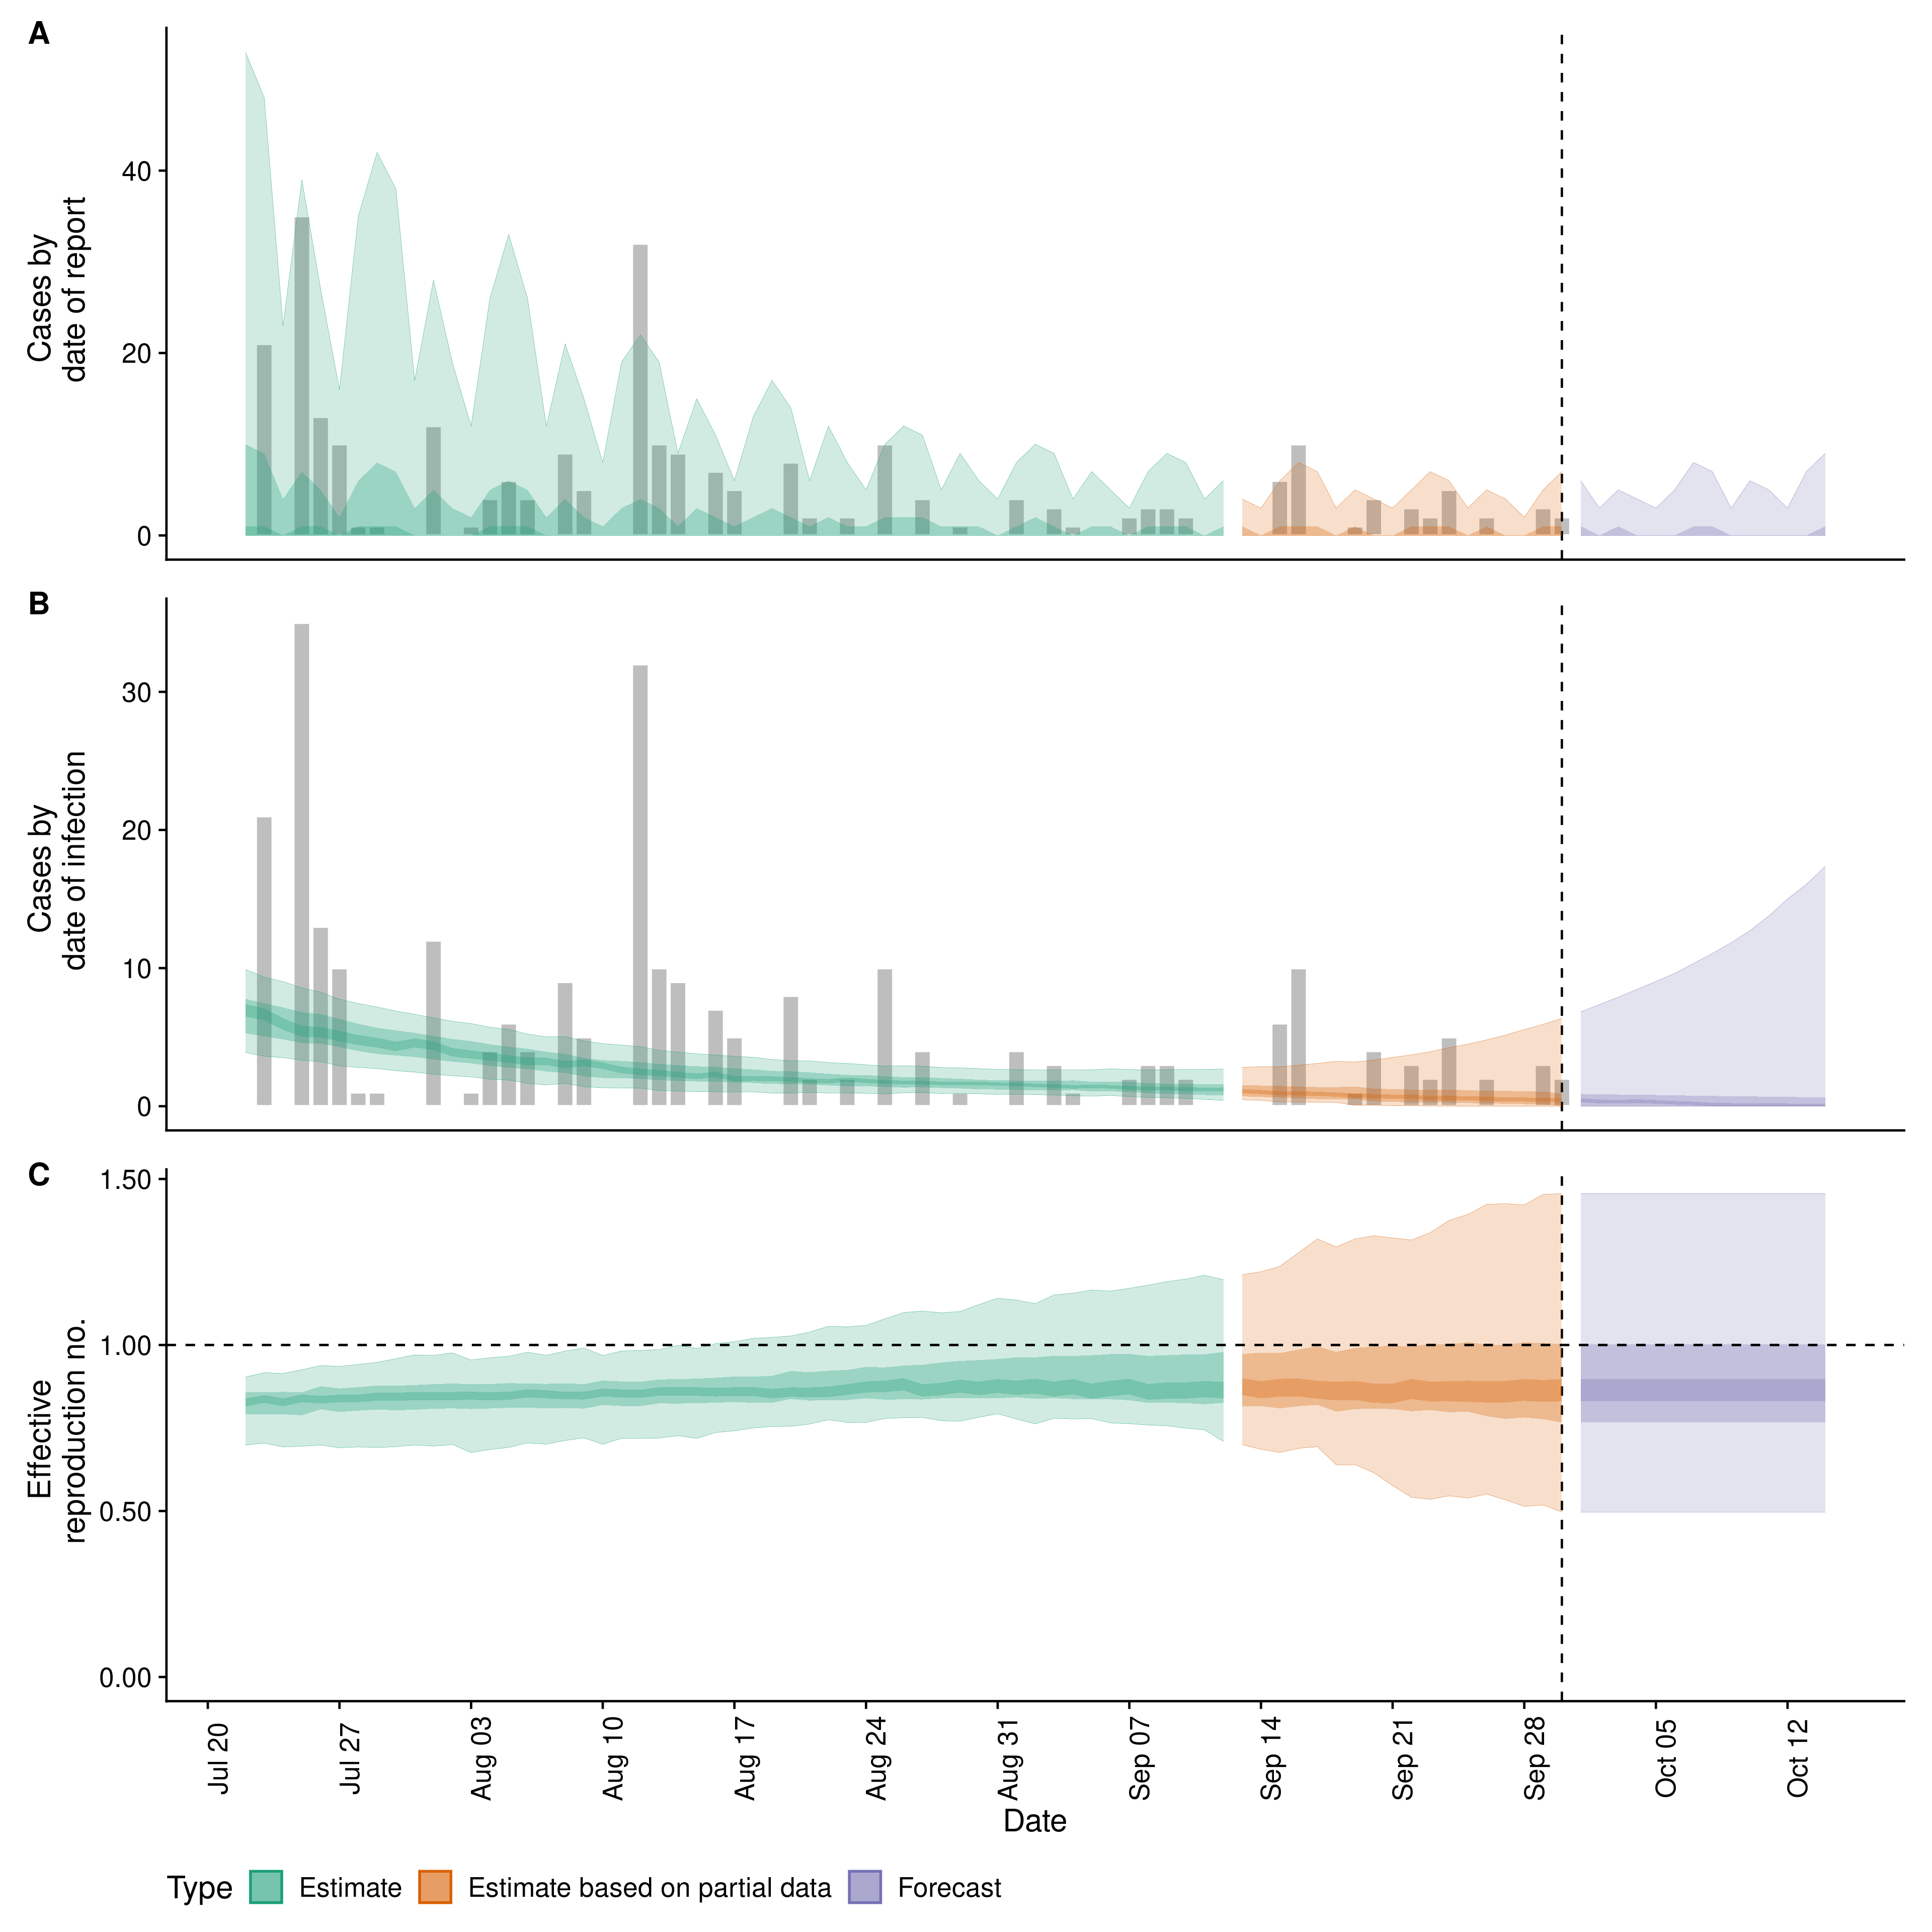 A
Cases by
date of report
40
20
0
B
Cases by
date of infection
30
20
10
0
C
Effective
reproduction no.
1.50
1.00
0.50
0.00
Jul 20
Jul 27
Aug 03
Aug 10
Aug 17
Aug 24
Aug 31
Sep 07
Sep 14
Sep 21
Sep 28
Oct 05
Oct 12
Date
Type Estimate Estimate based on partial data Forecast